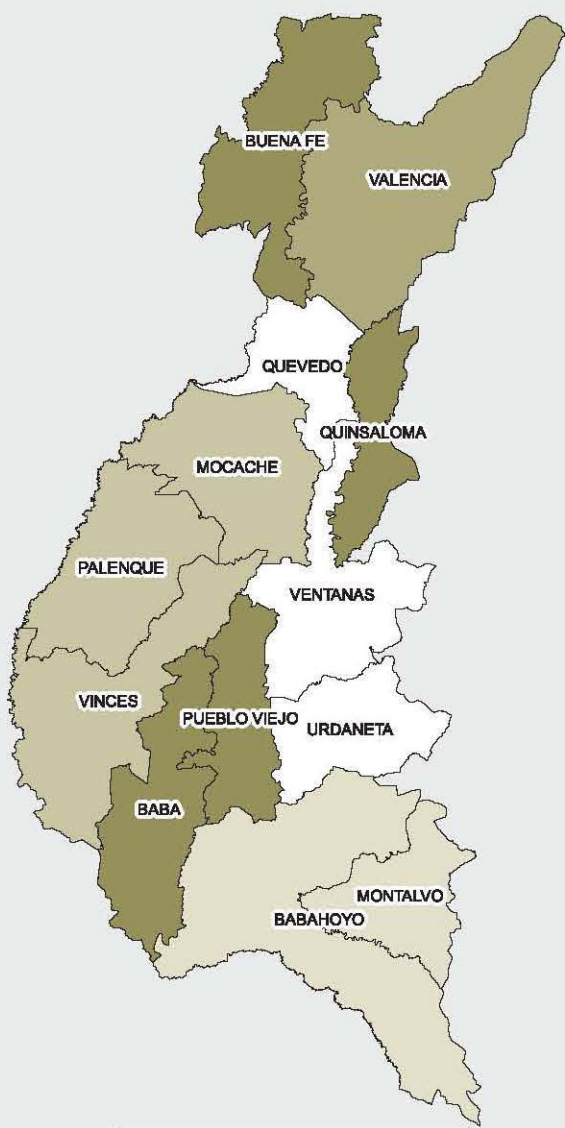 BUENA FE
VALENCIA
QUEVEDO
QUINSALOMA
MOCACHE
PALENQUE
VENTANAS
VINCES
PUEBLO VIEJO
URDANETA
BABA
MONTALVO
BABAHOYO